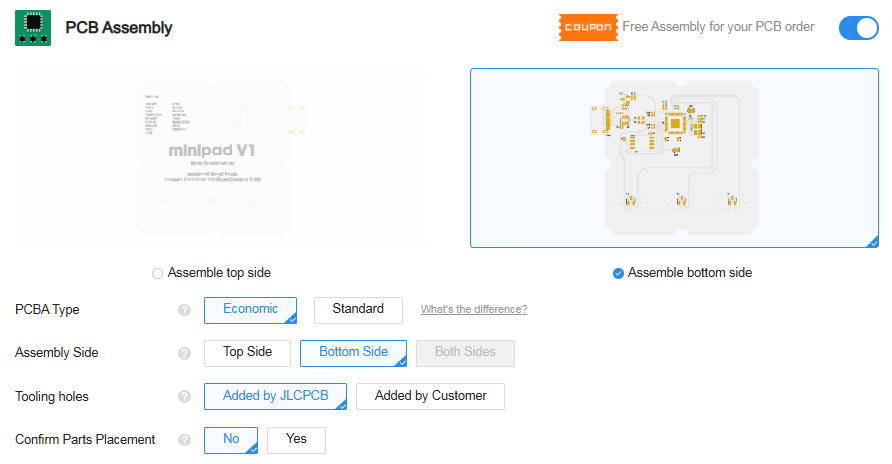 PCB Assembly
COUPON Free Assembly for your PCB order
minipad V1
Assemble top side
Assemble bottom side
PCBA Type ? Economic Standard What's the difference?
Assembly Side ? Top Side Bottom Side Both Sides
Tooling holes ? Added by JLCPCB Added by Customer
Confirm Parts Placement ? No Yes